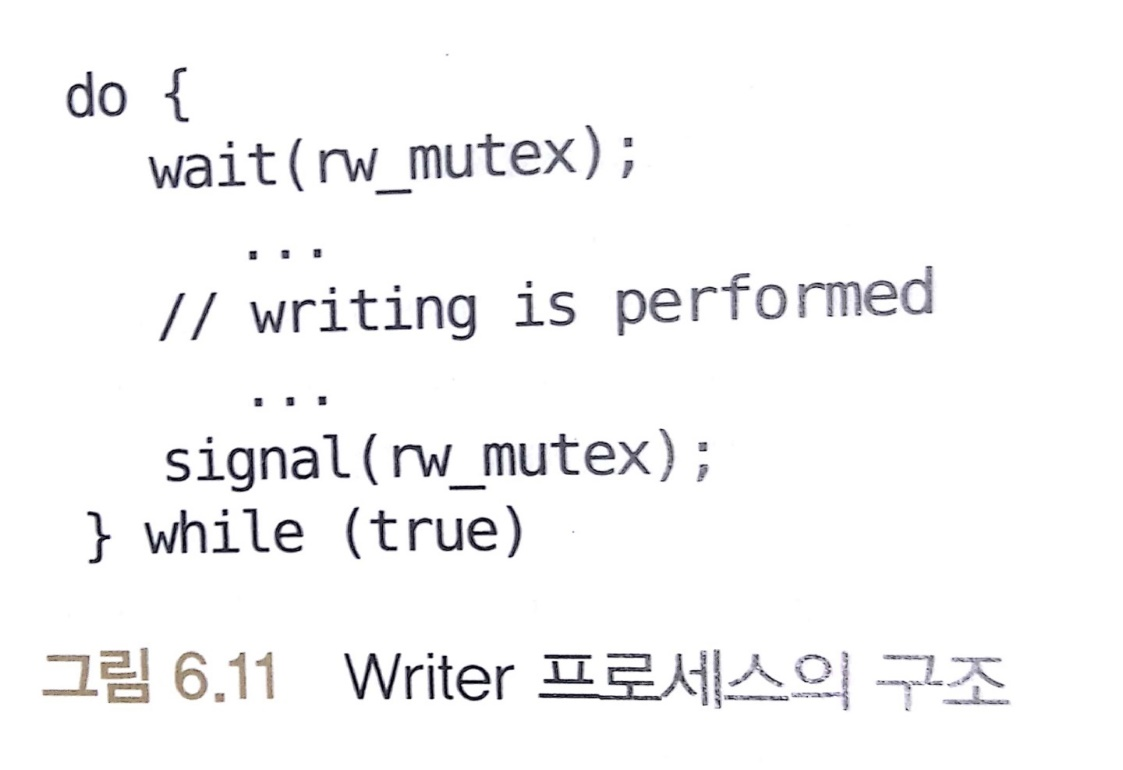 do {
wait(rw_mutex);
...
// writing is performed
...
signal(rw_mutex);
} while (true)
그림 6.11 Writer 프로세스의 구조